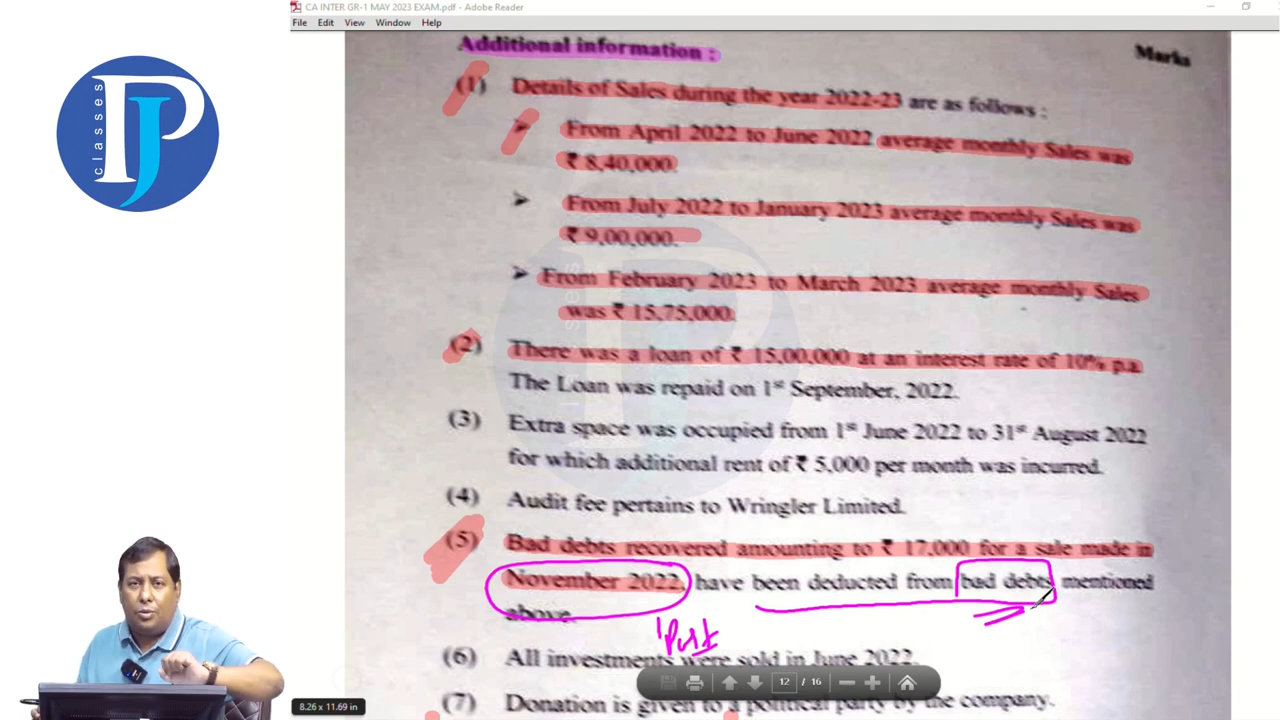 CA INTER GR-1 MAY 2023 EXAM.pdf - Adobe Reader
File Edit View Window Help
classes
PJ
Additional information : Marks
(1) Details of Sales during the year 2022-23 are as follows :
➤ From April 2022 to June 2022 average monthly Sales was
₹ 8,40,000.
➤ From July 2022 to January 2023 average monthly Sales was
₹ 9,00,000.
➤ From February 2023 to March 2023 average monthly Sales
was ₹ 15,75,000.
(2) There was a loan of ₹ 15,00,000 at an interest rate of 10% p.a.
The Loan was repaid on 1st September, 2022.
(3) Extra space was occupied from 1st June 2022 to 31st August 2022
for which additional rent of ₹ 5,000 per month was incurred.
(4) Audit fee pertains to Wringler Limited.
(5) Bad debts recovered amounting to ₹ 17,000 for a sale made in
November 2022, have been deducted from bad debts mentioned
above.
Post
(6) All investments were sold in June 2022.
12 / 16
(7) Donation is given to a political party by the company.
8.26 x 11.69 in